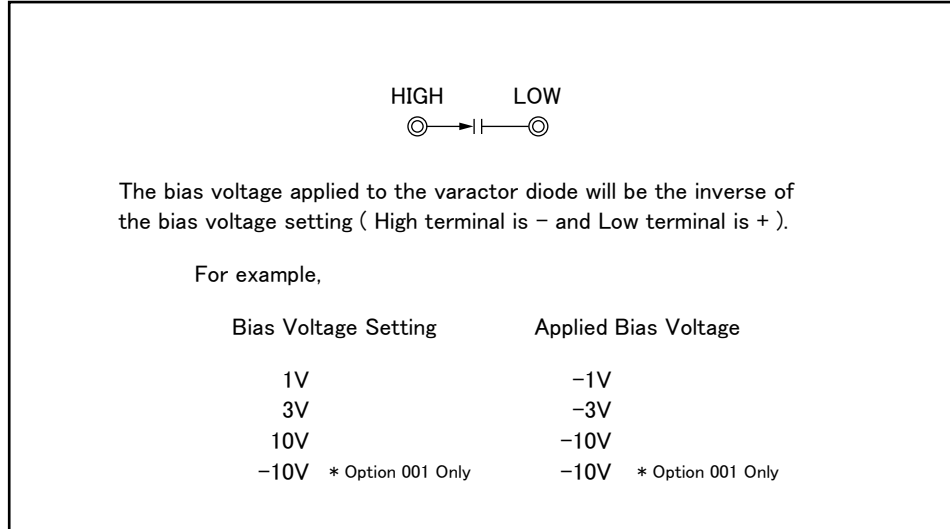 HIGH LOW
The bias voltage applied to the varactor diode will be the inverse of
the bias voltage setting ( High terminal is − and Low terminal is + ).
For example,
Bias Voltage Setting Applied Bias Voltage
1V −1V
3V −3V
10V −10V
−10V * Option 001 Only −10V * Option 001 Only